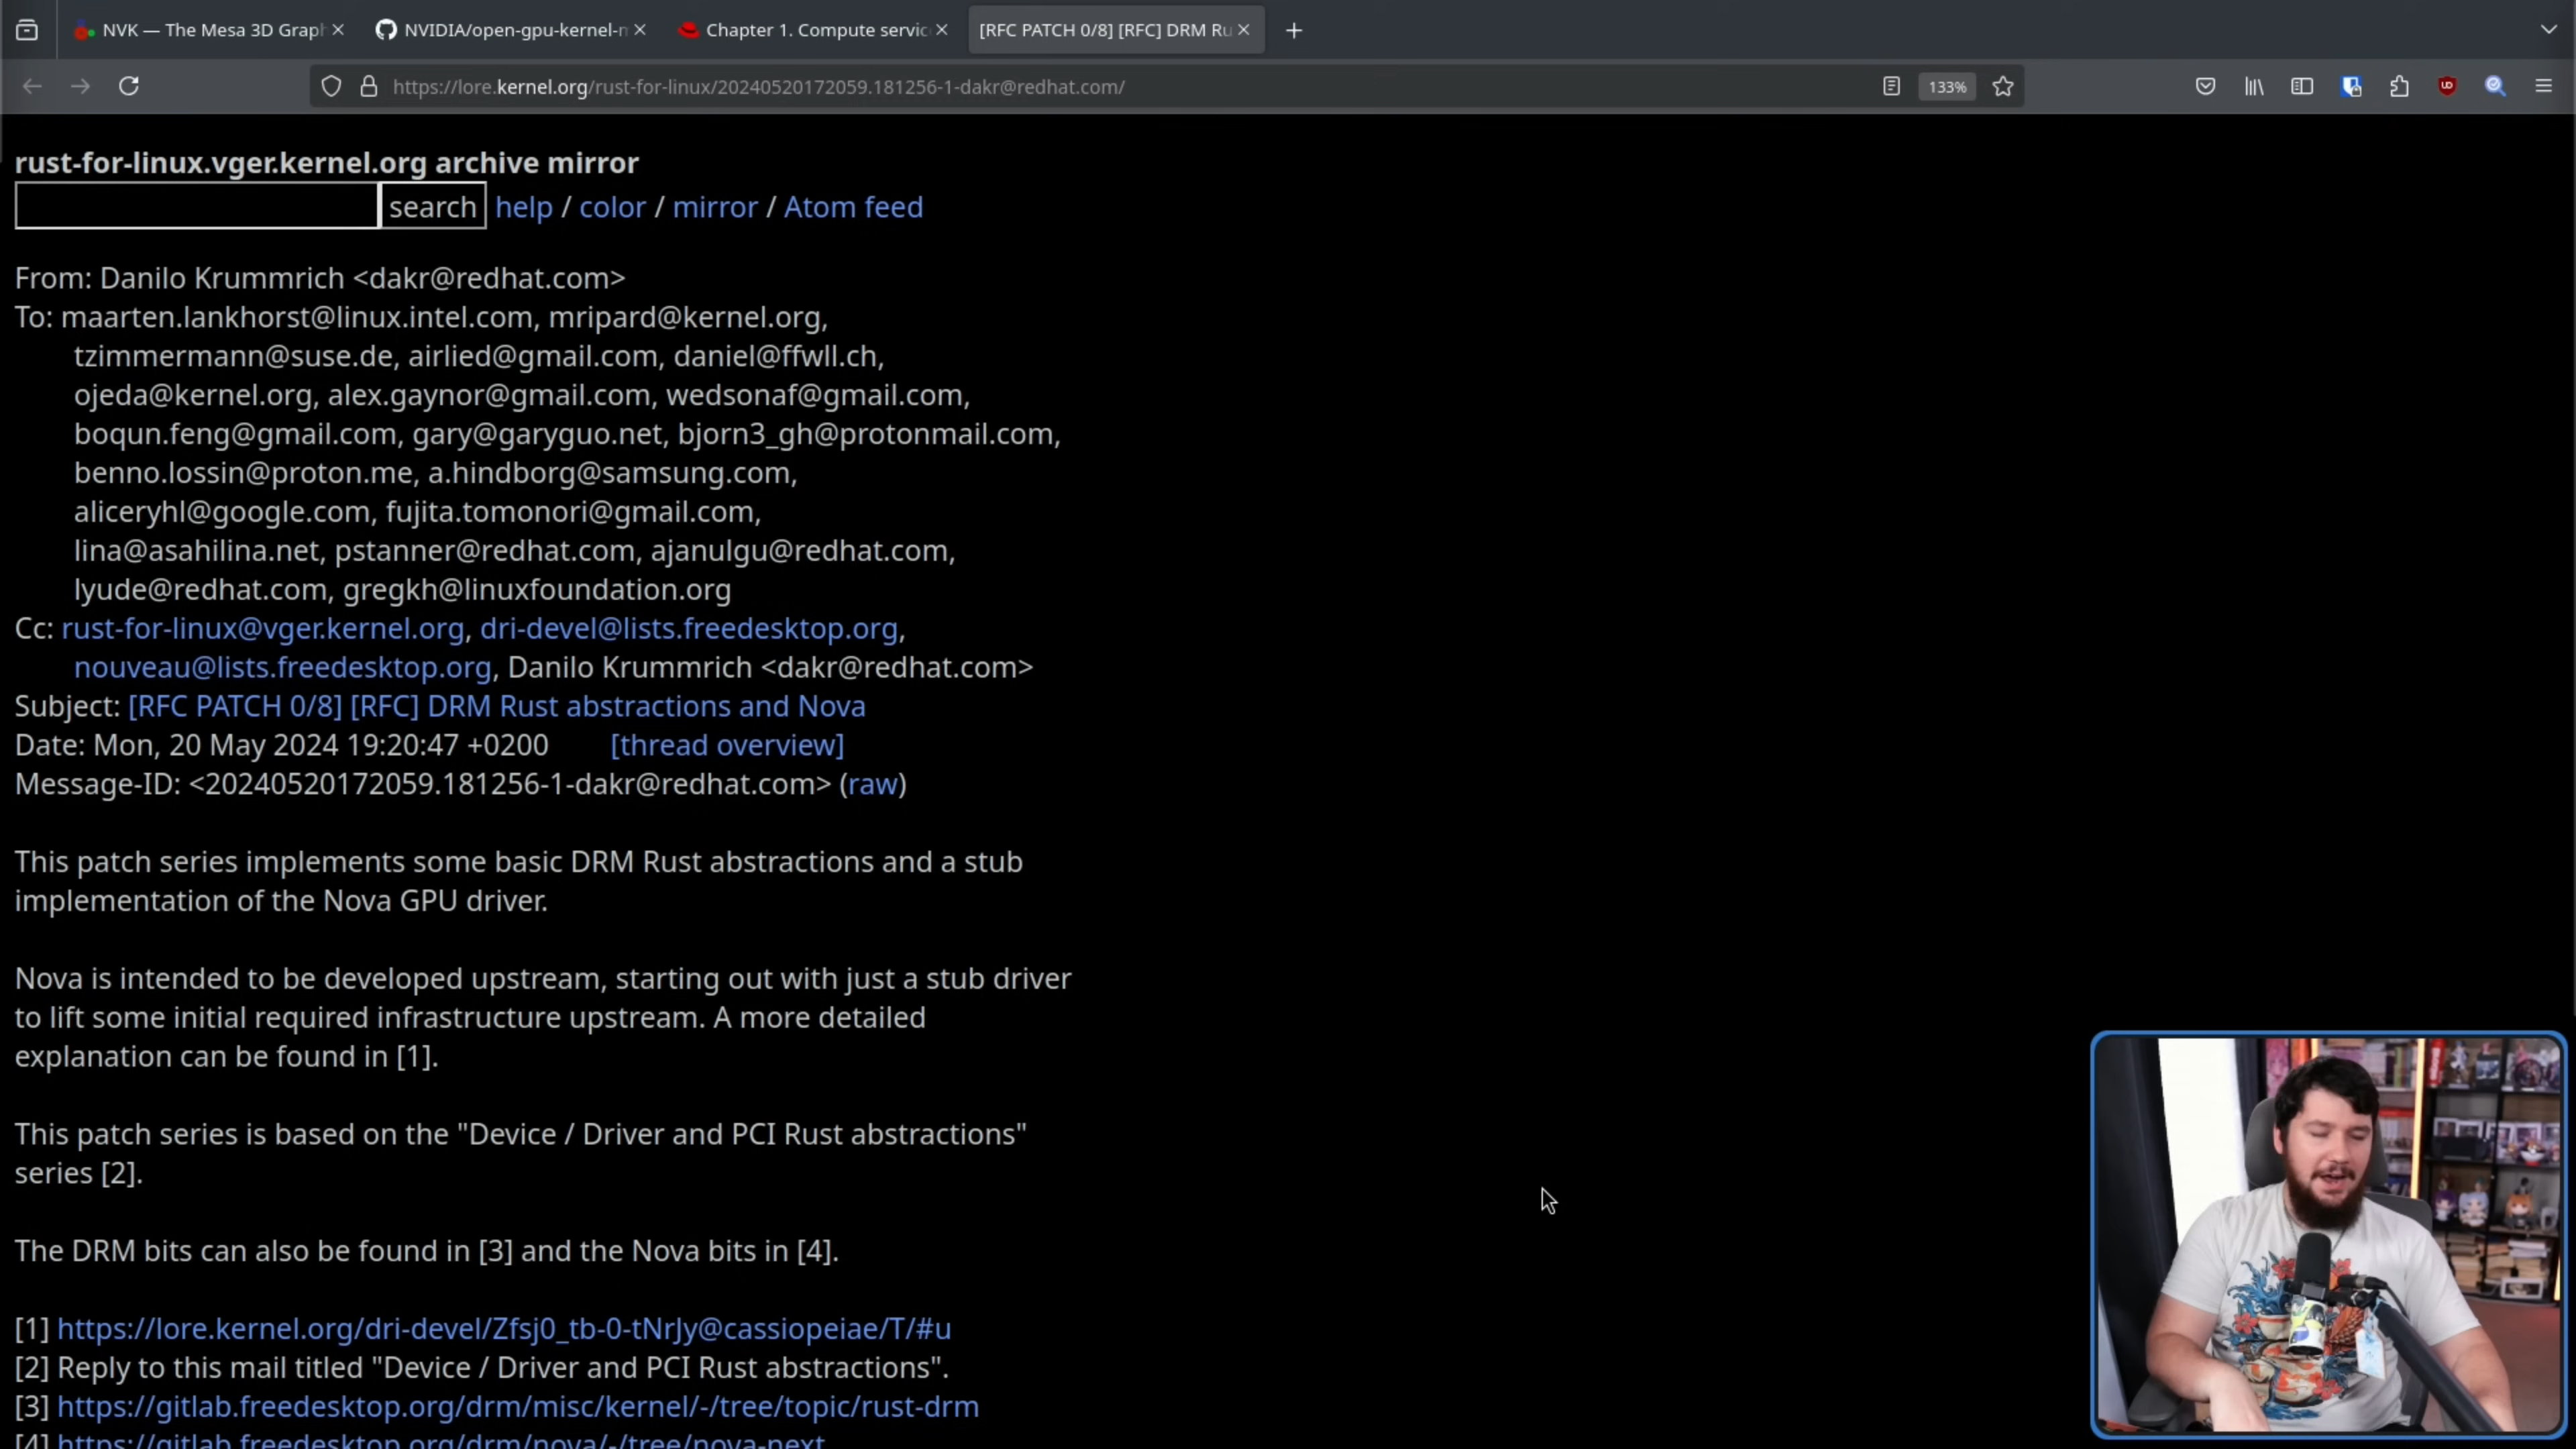 NVK — The Mesa 3D Graph
NVIDIA/open-gpu-kernel-m
Chapter 1. Compute servic
[RFC PATCH 0/8] [RFC] DRM Ru
https://lore.kernel.org/rust-for-linux/20240520172059.181256-1-dakr@redhat.com/
133%
rust-for-linux.vger.kernel.org archive mirror
search help / color / mirror / Atom feed
From: Danilo Krummrich <dakr@redhat.com>
To: maarten.lankhorst@linux.intel.com, mripard@kernel.org,
tzimmermann@suse.de, airlied@gmail.com, daniel@ffwll.ch,
ojeda@kernel.org, alex.gaynor@gmail.com, wedsonaf@gmail.com,
boqun.feng@gmail.com, gary@garyguo.net, bjorn3_gh@protonmail.com,
benno.lossin@proton.me, a.hindborg@samsung.com,
aliceryhl@google.com, fujita.tomonori@gmail.com,
lina@asahilina.net, pstanner@redhat.com, ajanulgu@redhat.com,
lyude@redhat.com, gregkh@linuxfoundation.org
Cc: rust-for-linux@vger.kernel.org, dri-devel@lists.freedesktop.org,
nouveau@lists.freedesktop.org, Danilo Krummrich <dakr@redhat.com>
Subject: [RFC PATCH 0/8] [RFC] DRM Rust abstractions and Nova
Date: Mon, 20 May 2024 19:20:47 +0200 [thread overview]
Message-ID: <20240520172059.181256-1-dakr@redhat.com> (raw)
This patch series implements some basic DRM Rust abstractions and a stub
implementation of the Nova GPU driver.
Nova is intended to be developed upstream, starting out with just a stub driver
to lift some initial required infrastructure upstream. A more detailed
explanation can be found in [1].
This patch series is based on the "Device / Driver and PCI Rust abstractions"
series [2].
The DRM bits can also be found in [3] and the Nova bits in [4].
[1] https://lore.kernel.org/dri-devel/Zfsj0_tb-0-tNrJy@cassiopeiae/T/#u
[2] Reply to this mail titled "Device / Driver and PCI Rust abstractions".
[3] https://gitlab.freedesktop.org/drm/misc/kernel/-/tree/topic/rust-drm
[4] https://gitlab.freedesktop.org/drm/nova/-/tree/nova-next